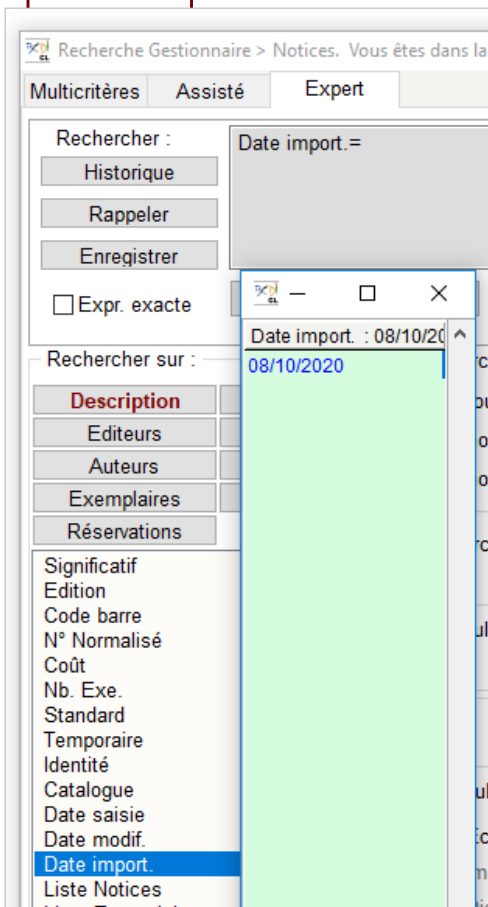 Recherche Gestionnaire > Notices. Vous êtes dans la
Multicritères Assisté Expert
Rechercher :
Date import.=
Historique
Rappeler
Enregistrer
Expr. exacte
Date import. : 08/10/20
08/10/2020
Rechercher sur :
Description
Editeurs
Auteurs
Exemplaires
Réservations
Significatif
Edition
Code barre
N° Normalisé
Coût
Nb. Exe.
Standard
Temporaire
Identité
Catalogue
Date saisie
Date modif.
Date import.
Liste Notices